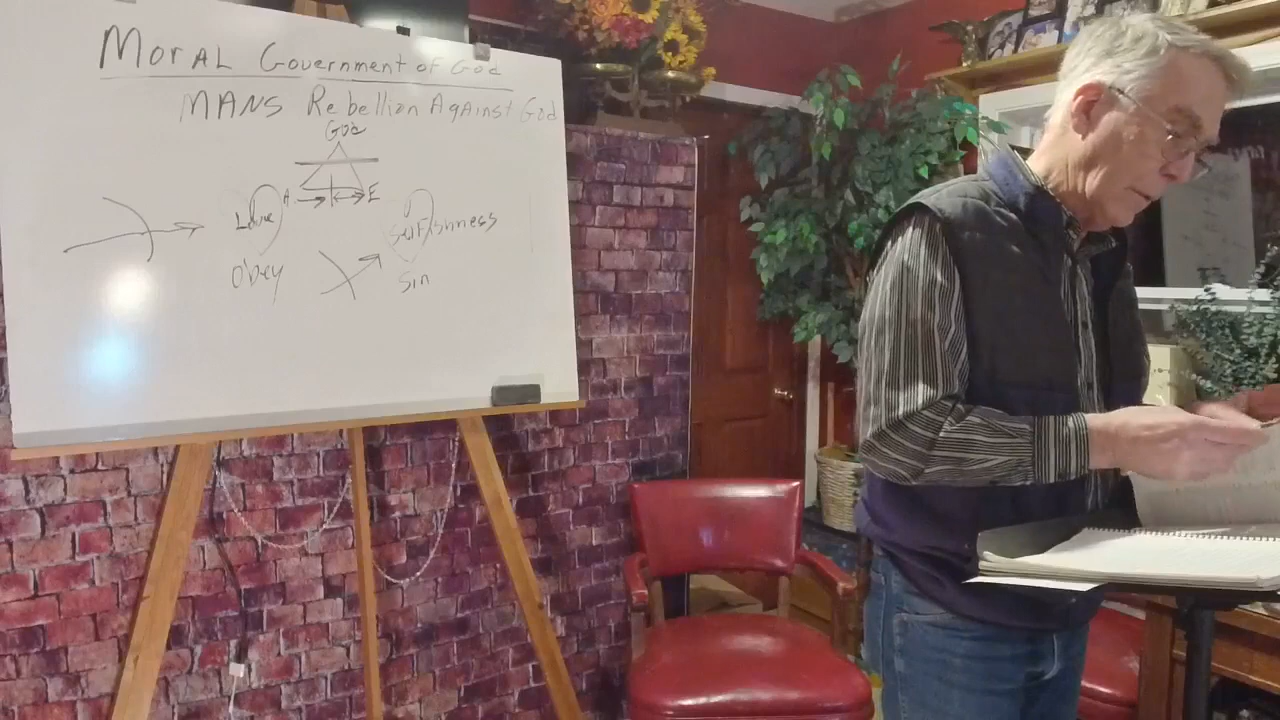 MORAL Government of God
MANS Rebellion Against God
God
A E
Love Selfishness
Obey Sin